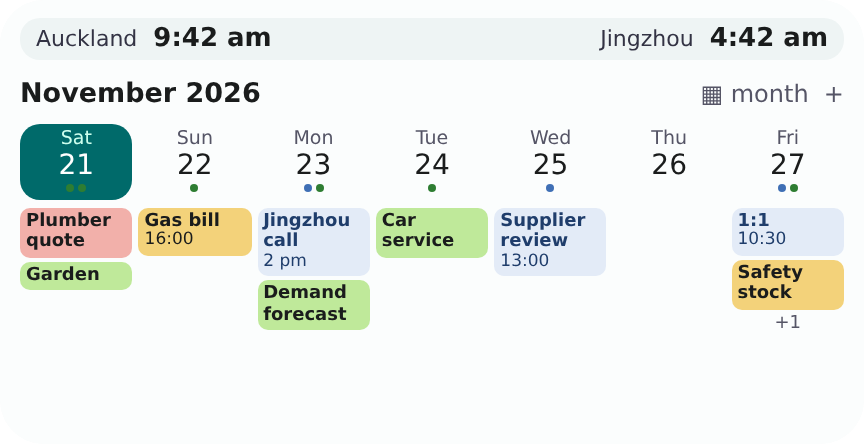 Auckland 9:42 am
Jingzhou 4:42 am
November 2026
month +
Sat
21
Sun
22
Mon
23
Tue
24
Wed
25
Thu
26
Fri
27
Plumber
quote
Garden
Gas bill
16:00
Jingzhou
call
2 pm
Demand
forecast
Car
service
Supplier
review
13:00
1:1
10:30
Safety
stock
+1